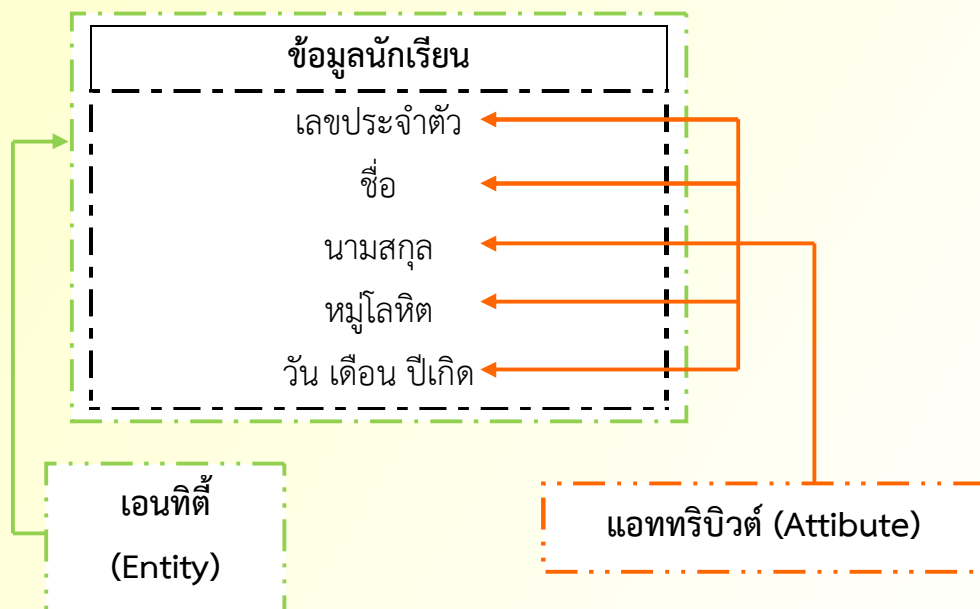 ข้อมูลนักเรียน
เลขประจำตัว
ชื่อ
นามสกุล
หมู่โลหิต
วัน เดือน ปีเกิด
เอนทิตี้
(Entity)
แอททริบิวต์ (Attibute)